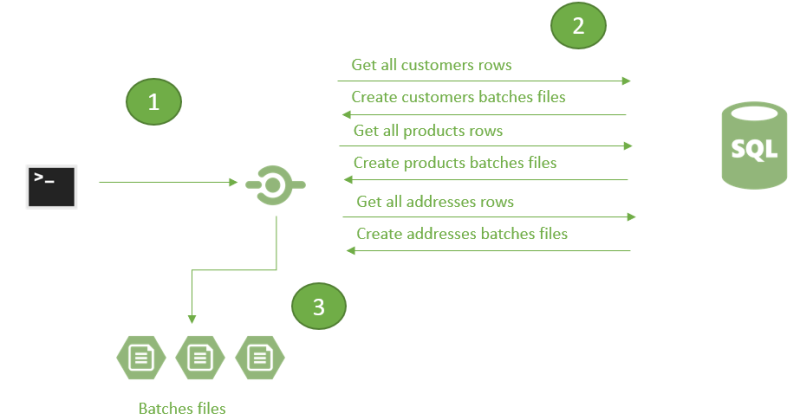 2
Get all customers rows
1
Create customers batches files
Get all products rows
SQL
Create products batches files
>_
Get all addresses rows
Create addresses batches files
3
Batches files